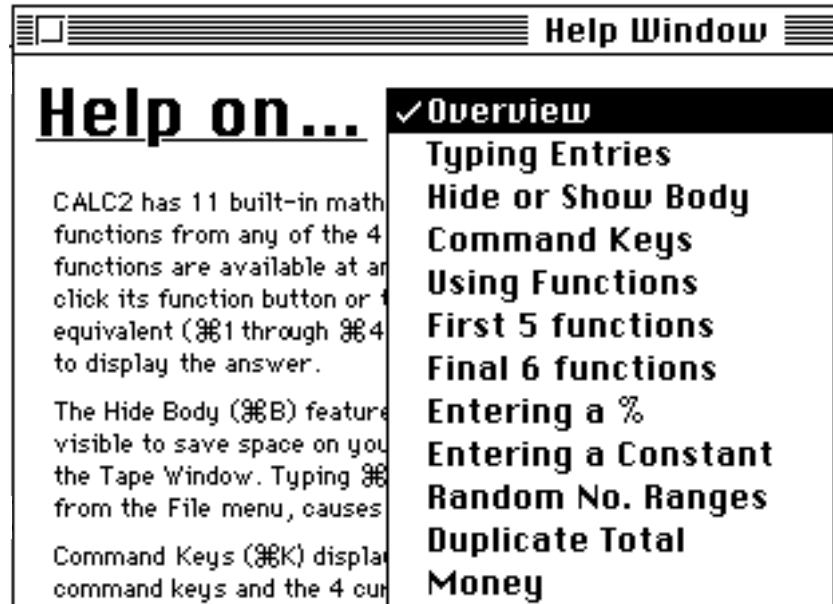 Help Window
Help on...
✓Overview
Typing Entries
Hide or Show Body
Command Keys
Using Functions
First 5 functions
Final 6 functions
Entering a %
Entering a Constant
Random No. Ranges
Duplicate Total
Money
CALC2 has 11 built-in math
functions from any of the 4
functions are available at
click its function button or
equivalent (⌘1 through ⌘4
to display the answer.
The Hide Body (⌘B) feature
visible to save space on you
the Tape Window. Typing ⌘
from the File menu, causes
Command Keys (⌘K) displa
command keys and the 4 cur